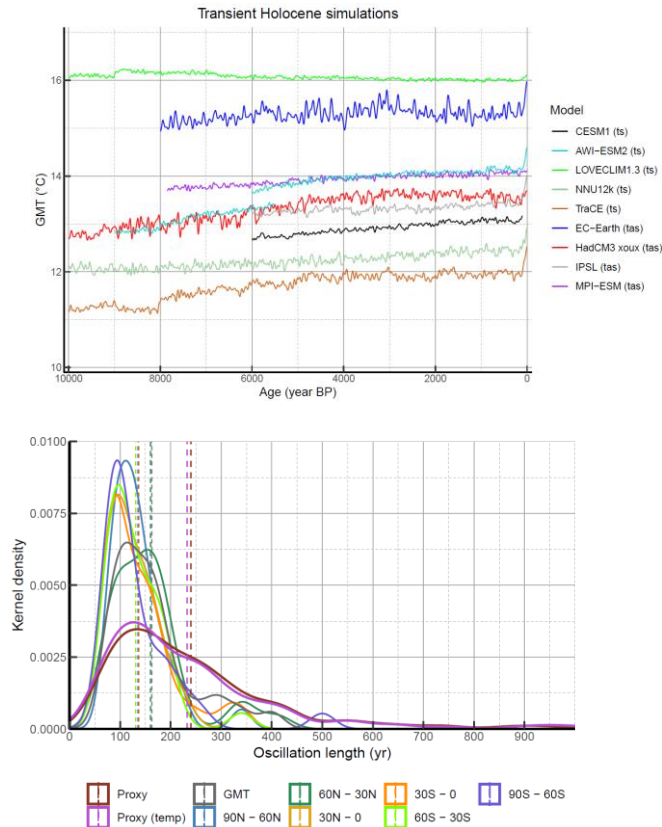 Transient Holocene simulations
16
14
12
10
GMT (°C)
10000 8000 6000 4000 2000 0
Age (year BP)
Model
CESM1 (ts)
AWI−ESM2 (ts)
LOVECLIM1.3 (ts)
NNU12k (ts)
TraCE (ts)
EC−Earth (tas)
HadCM3 xoux (tas)
IPSL (tas)
MPI−ESM (tas)
0.0100
0.0075
0.0050
0.0025
0.0000
Kernel density
0 100 200 300 400 500 600 700 800 900
Oscillation length (yr)
Proxy GMT 60N − 30N 30S − 0 90S − 60S
Proxy (temp) 90N − 60N 30N − 0 60S − 30S